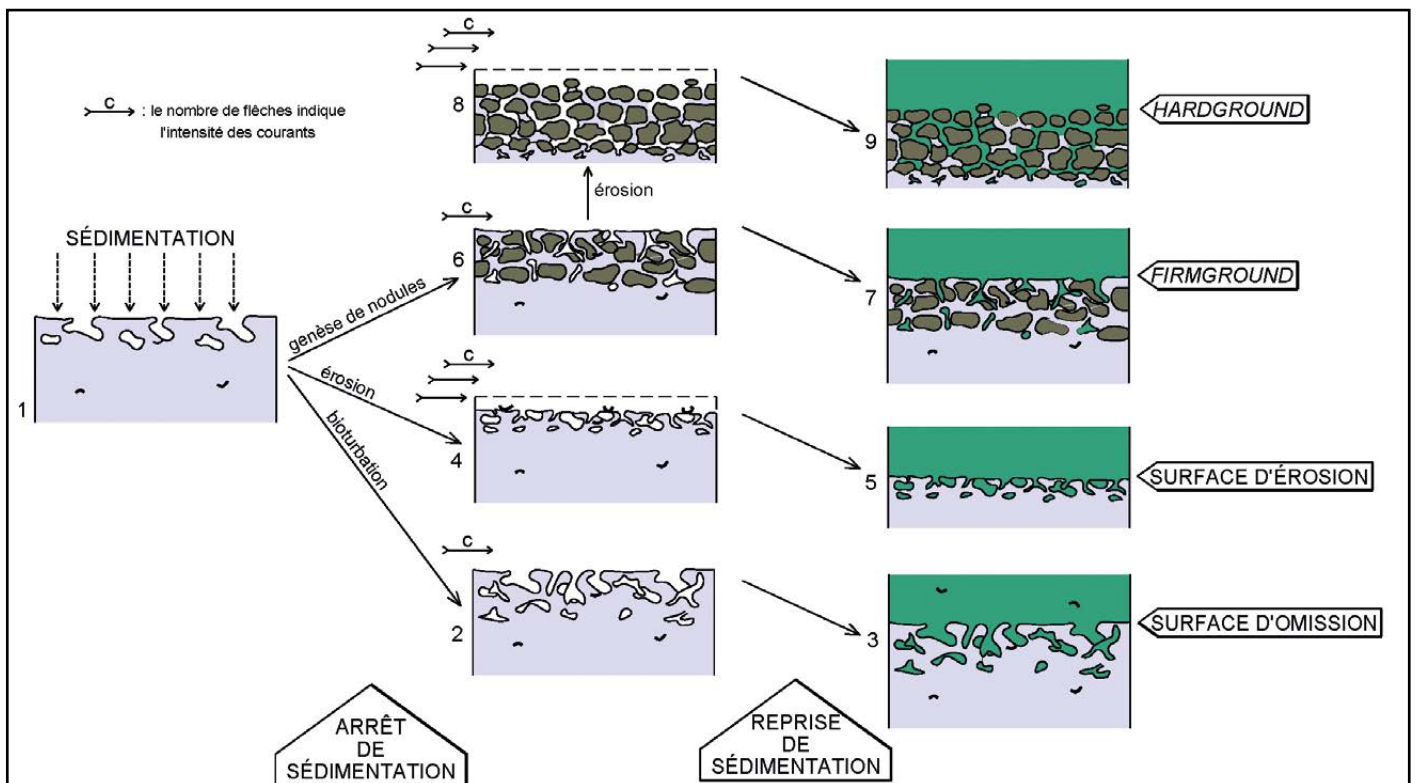 C
: le nombre de flêches indique
l'intensité des courants
C
8
9
HARDGROUND
érosion
SÉDIMENTATION
C
6
7
FIRMGROUND
genèse de nodules
érosion
bioturbation
1
C
4
5
SURFACE D'ÉROSION
C
2
3
SURFACE D'OMISSION
ARRÊT
DE
SÉDIMENTATION
REPRISE
DE
SÉDIMENTATION